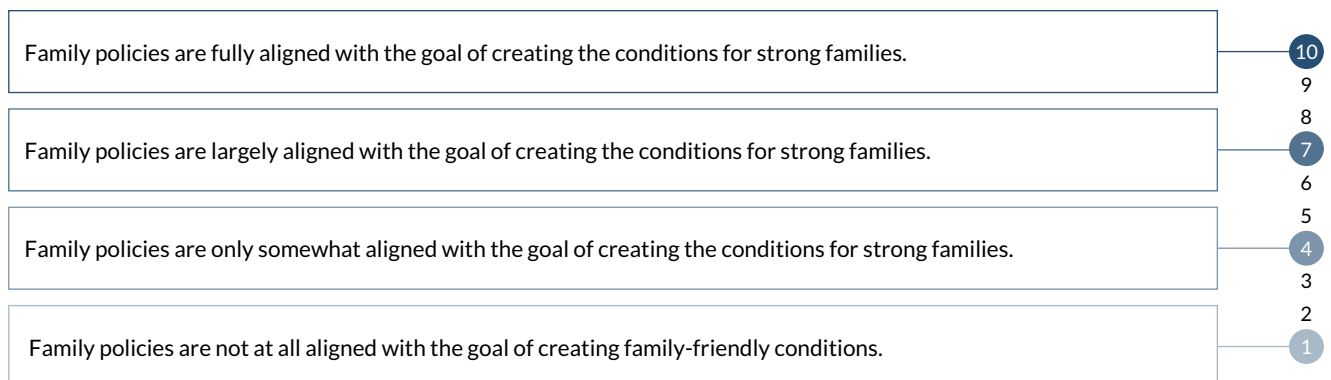 Family policies are fully aligned with the goal of creating the conditions for strong families.
10
9
8
Family policies are largely aligned with the goal of creating the conditions for strong families.
7
6
5
Family policies are only somewhat aligned with the goal of creating the conditions for strong families.
4
3
2
Family policies are not at all aligned with the goal of creating family-friendly conditions.
1